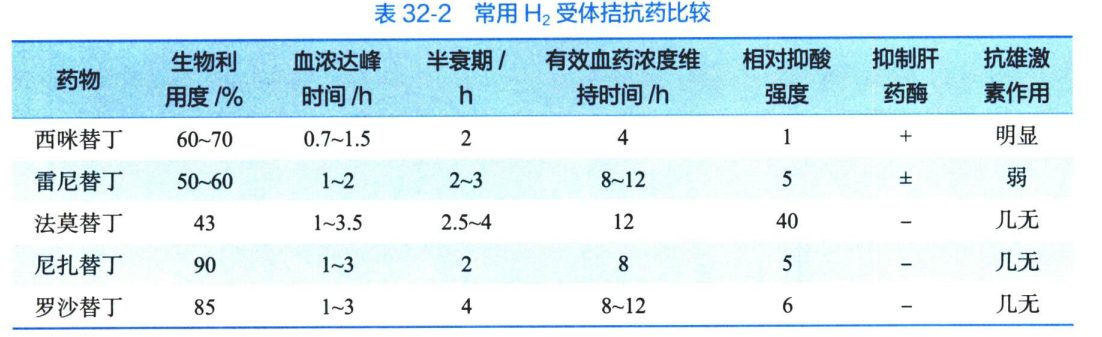 表 32-2 常用 H₂ 受体拮抗药比较
药物 生物利用度 /% 血浓达峰时间 /h 半衰期 /h 有效血药浓度维持时间 /h 相对抑酸强度 抑制肝药酶 抗雄激素作用
西咪替丁 60~70 0.7~1.5 2 4 1 + 明显
雷尼替丁 50~60 1~2 2~3 8~12 5 ± 弱
法莫替丁 43 1~3.5 2.5~4 12 40 − 几无
尼扎替丁 90 1~3 2 8 5 − 几无
罗沙替丁 85 1~3 4 8~12 6 − 几无